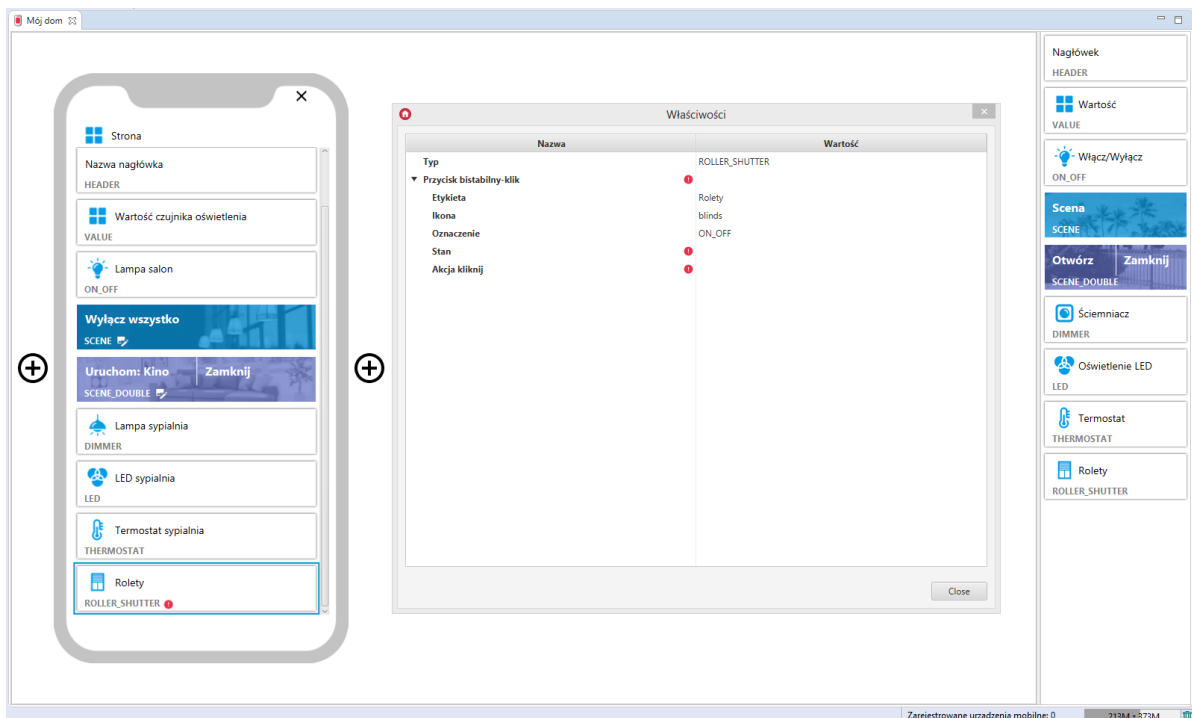 Mój dom
Strona
Nazwa nagłówka
HEADER
Wartość czujnika oświetlenia
VALUE
Lampa salon
ON_OFF
Wyłącz wszystko
SCENE
Uruchom: Kino Zamknij
SCENE_DOUBLE
Lampa sypialnia
DIMMER
LED sypialnia
LED
Termostat sypialnia
THERMOSTAT
Rolety
ROLLER_SHUTTER
Właściwości
Nazwa Wartość
Typ ROLLER_SHUTTER
Przycisk bistabilny-klik
Etykieta Rolety
Ikona blinds
Oznaczenie ON_OFF
Stan
Akcja kliknij
Close
Nagłówek
HEADER
Wartość
VALUE
Włącz/Wyłącz
ON_OFF
Scena
SCENE
Otwórz Zamknij
SCENE_DOUBLE
Ściemniacz
DIMMER
Oświetlenie LED
LED
Termostat
THERMOSTAT
Rolety
ROLLER_SHUTTER
Zarejestrowane urządzenia mobilne: 0 213M z 373M